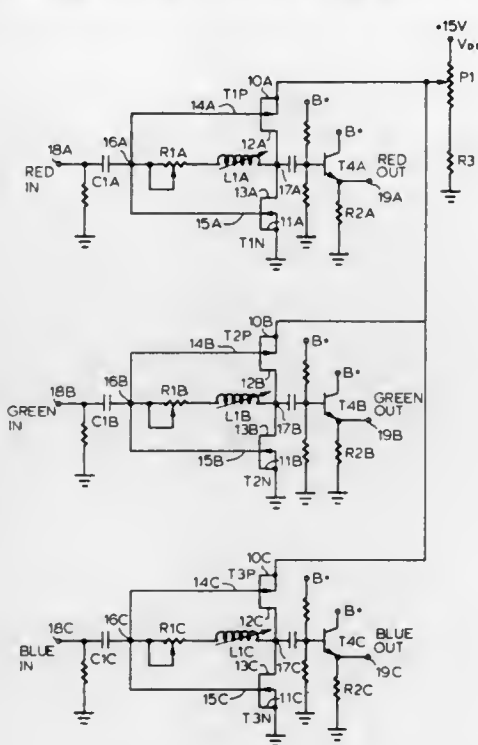 +15V
VDD
P1
R3
10A
T1P
14A
B+
B+
18A
16A
R1A
12A
T4A
RED
OUT
RED
IN
C1A
L1A
13A
17A
19A
15A
11A
R2A
T1N
10B
T2P
14B
B+
B+
18B
16B
R1B
12B
T4B
GREEN
OUT
GREEN
IN
C1B
L1B
13B
17B
19B
15B
11B
R2B
T2N
10C
T3P
14C
B+
B+
18C
16C
R1C
12C
T4C
BLUE
OUT
BLUE
IN
C1C
L1C
13C
17C
19C
15C
11C
R2C
T3N